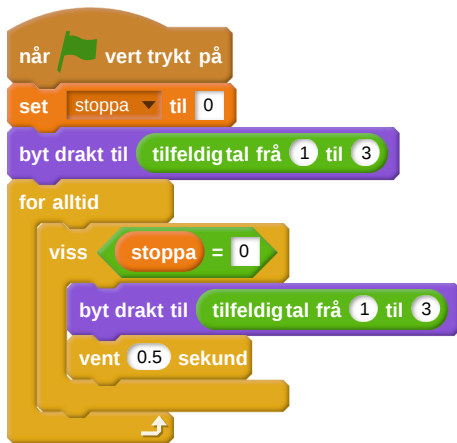 når vert trykt på
set stoppa til 0
byt drakt til tilfeldig tal frå 1 til 3
for alltid
viss stoppa = 0
byt drakt til tilfeldig tal frå 1 til 3
vent 0.5 sekund